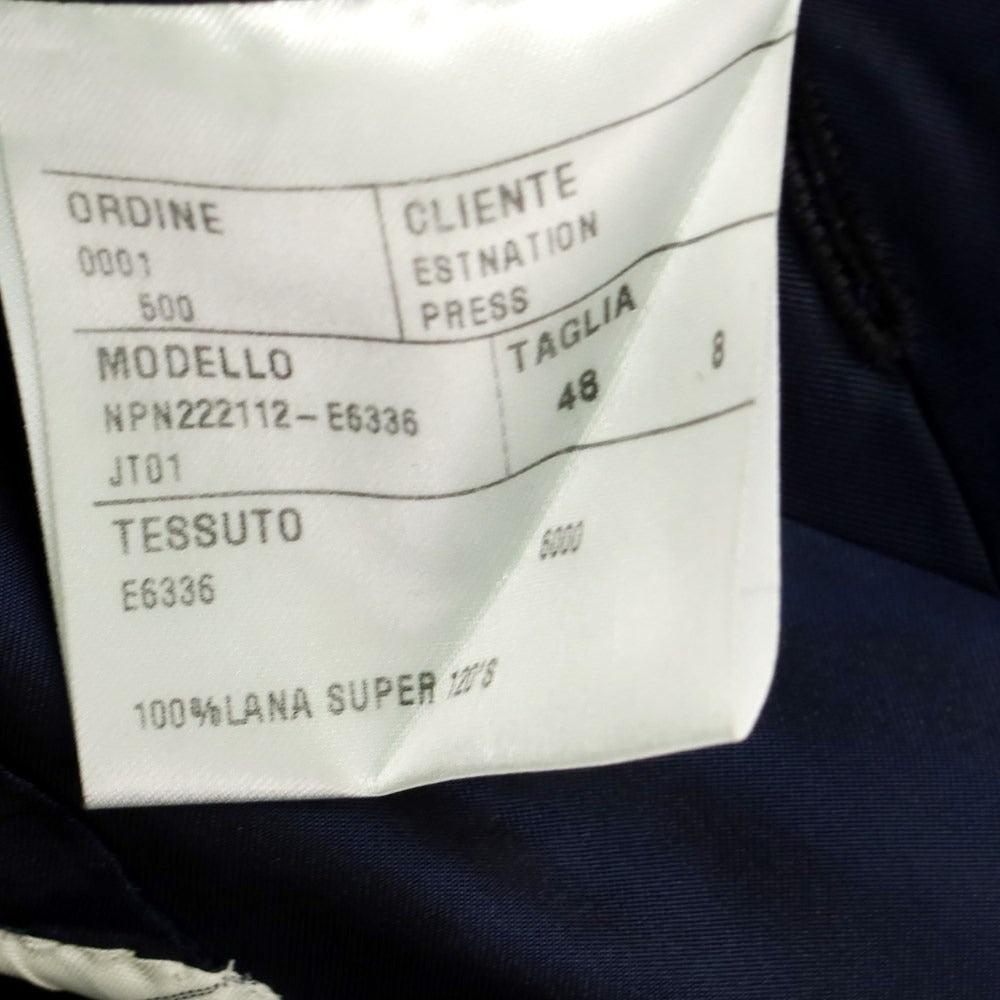 ORDINE
0001
500
CLIENTE
ESTNATION
PRESS
MODELLO
NPN222112-E6336
JT01
TAGLIA
48 8
TESSUTO
E6336 6000
100%LANA SUPER 120'S